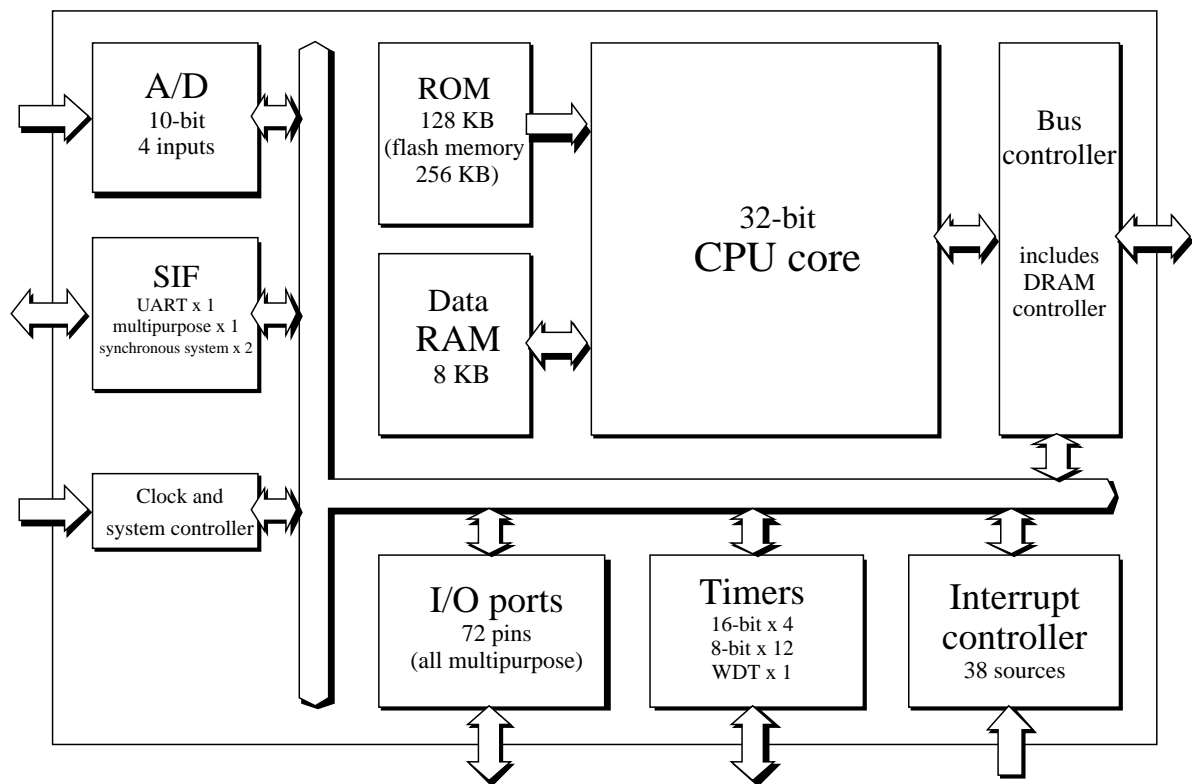 A/D
10-bit
4 inputs
SIF
UART x 1
multipurpose x 1
synchronous system x 2
Clock and
system controller
ROM
128 KB
(flash memory
256 KB)
Data
RAM
8 KB
32-bit
CPU core
Bus
controller
includes
DRAM
controller
I/O ports
72 pins
(all multipurpose)
Timers
16-bit x 4
8-bit x 12
WDT x 1
Interrupt
controller
38 sources